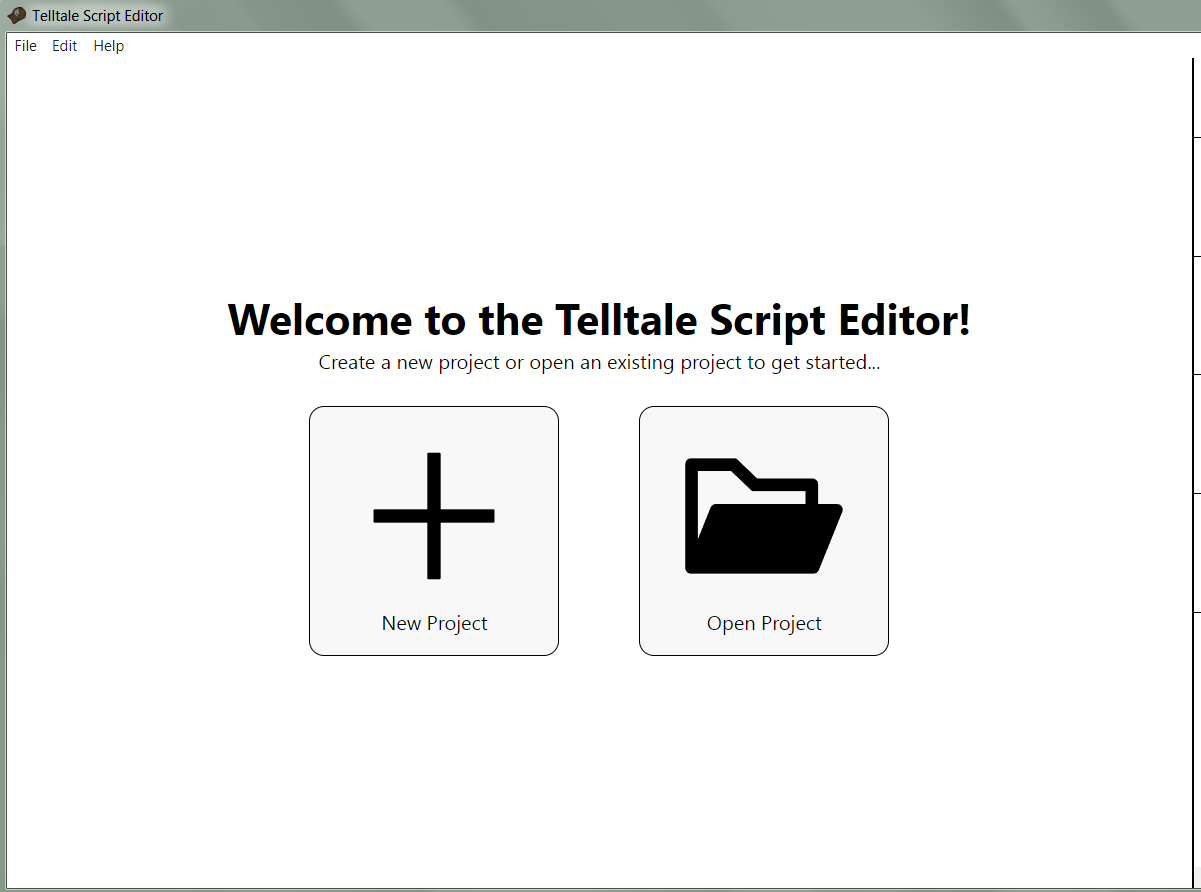 Telltale Script Editor
File Edit Help
Welcome to the Telltale Script Editor!
Create a new project or open an existing project to get started...
New Project Open Project